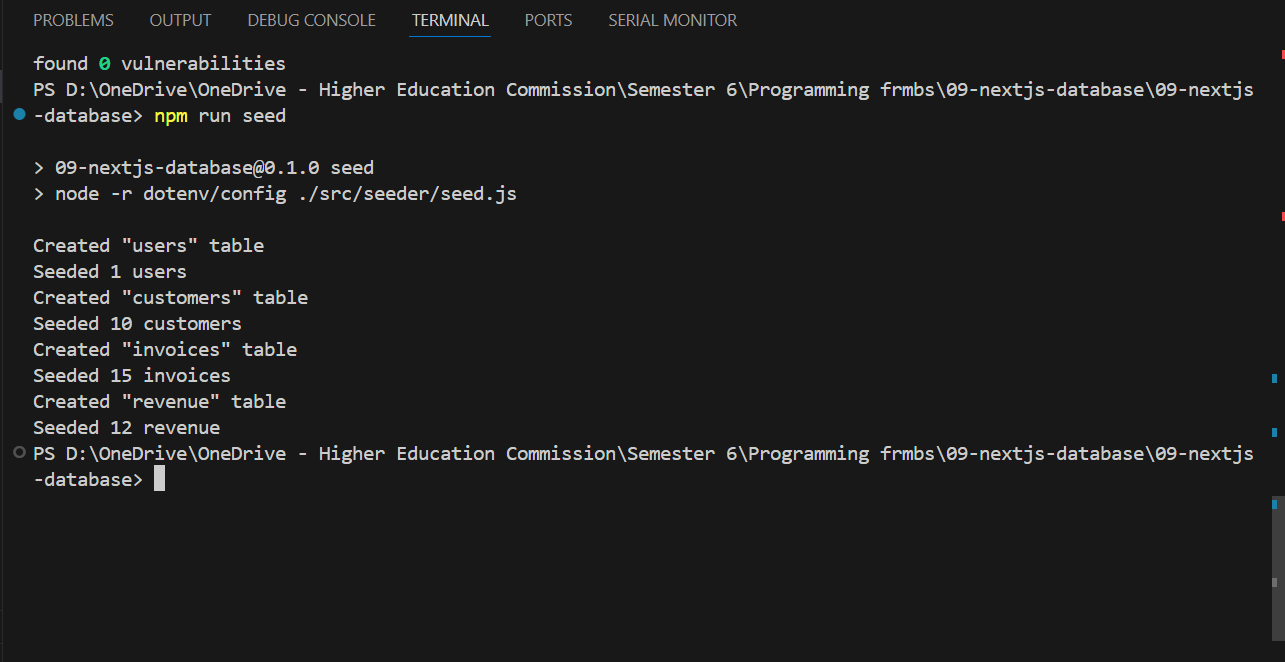 PROBLEMS OUTPUT DEBUG CONSOLE TERMINAL PORTS SERIAL MONITOR
found 0 vulnerabilities
PS D:\OneDrive\OneDrive - Higher Education Commission\Semester 6\Programming frmbs\09-nextjs-database\09-nextjs
-database> npm run seed
> 09-nextjs-database@0.1.0 seed
> node -r dotenv/config ./src/seeder/seed.js
Created "users" table
Seeded 1 users
Created "customers" table
Seeded 10 customers
Created "invoices" table
Seeded 15 invoices
Created "revenue" table
Seeded 12 revenue
PS D:\OneDrive\OneDrive - Higher Education Commission\Semester 6\Programming frmbs\09-nextjs-database\09-nextjs
-database>